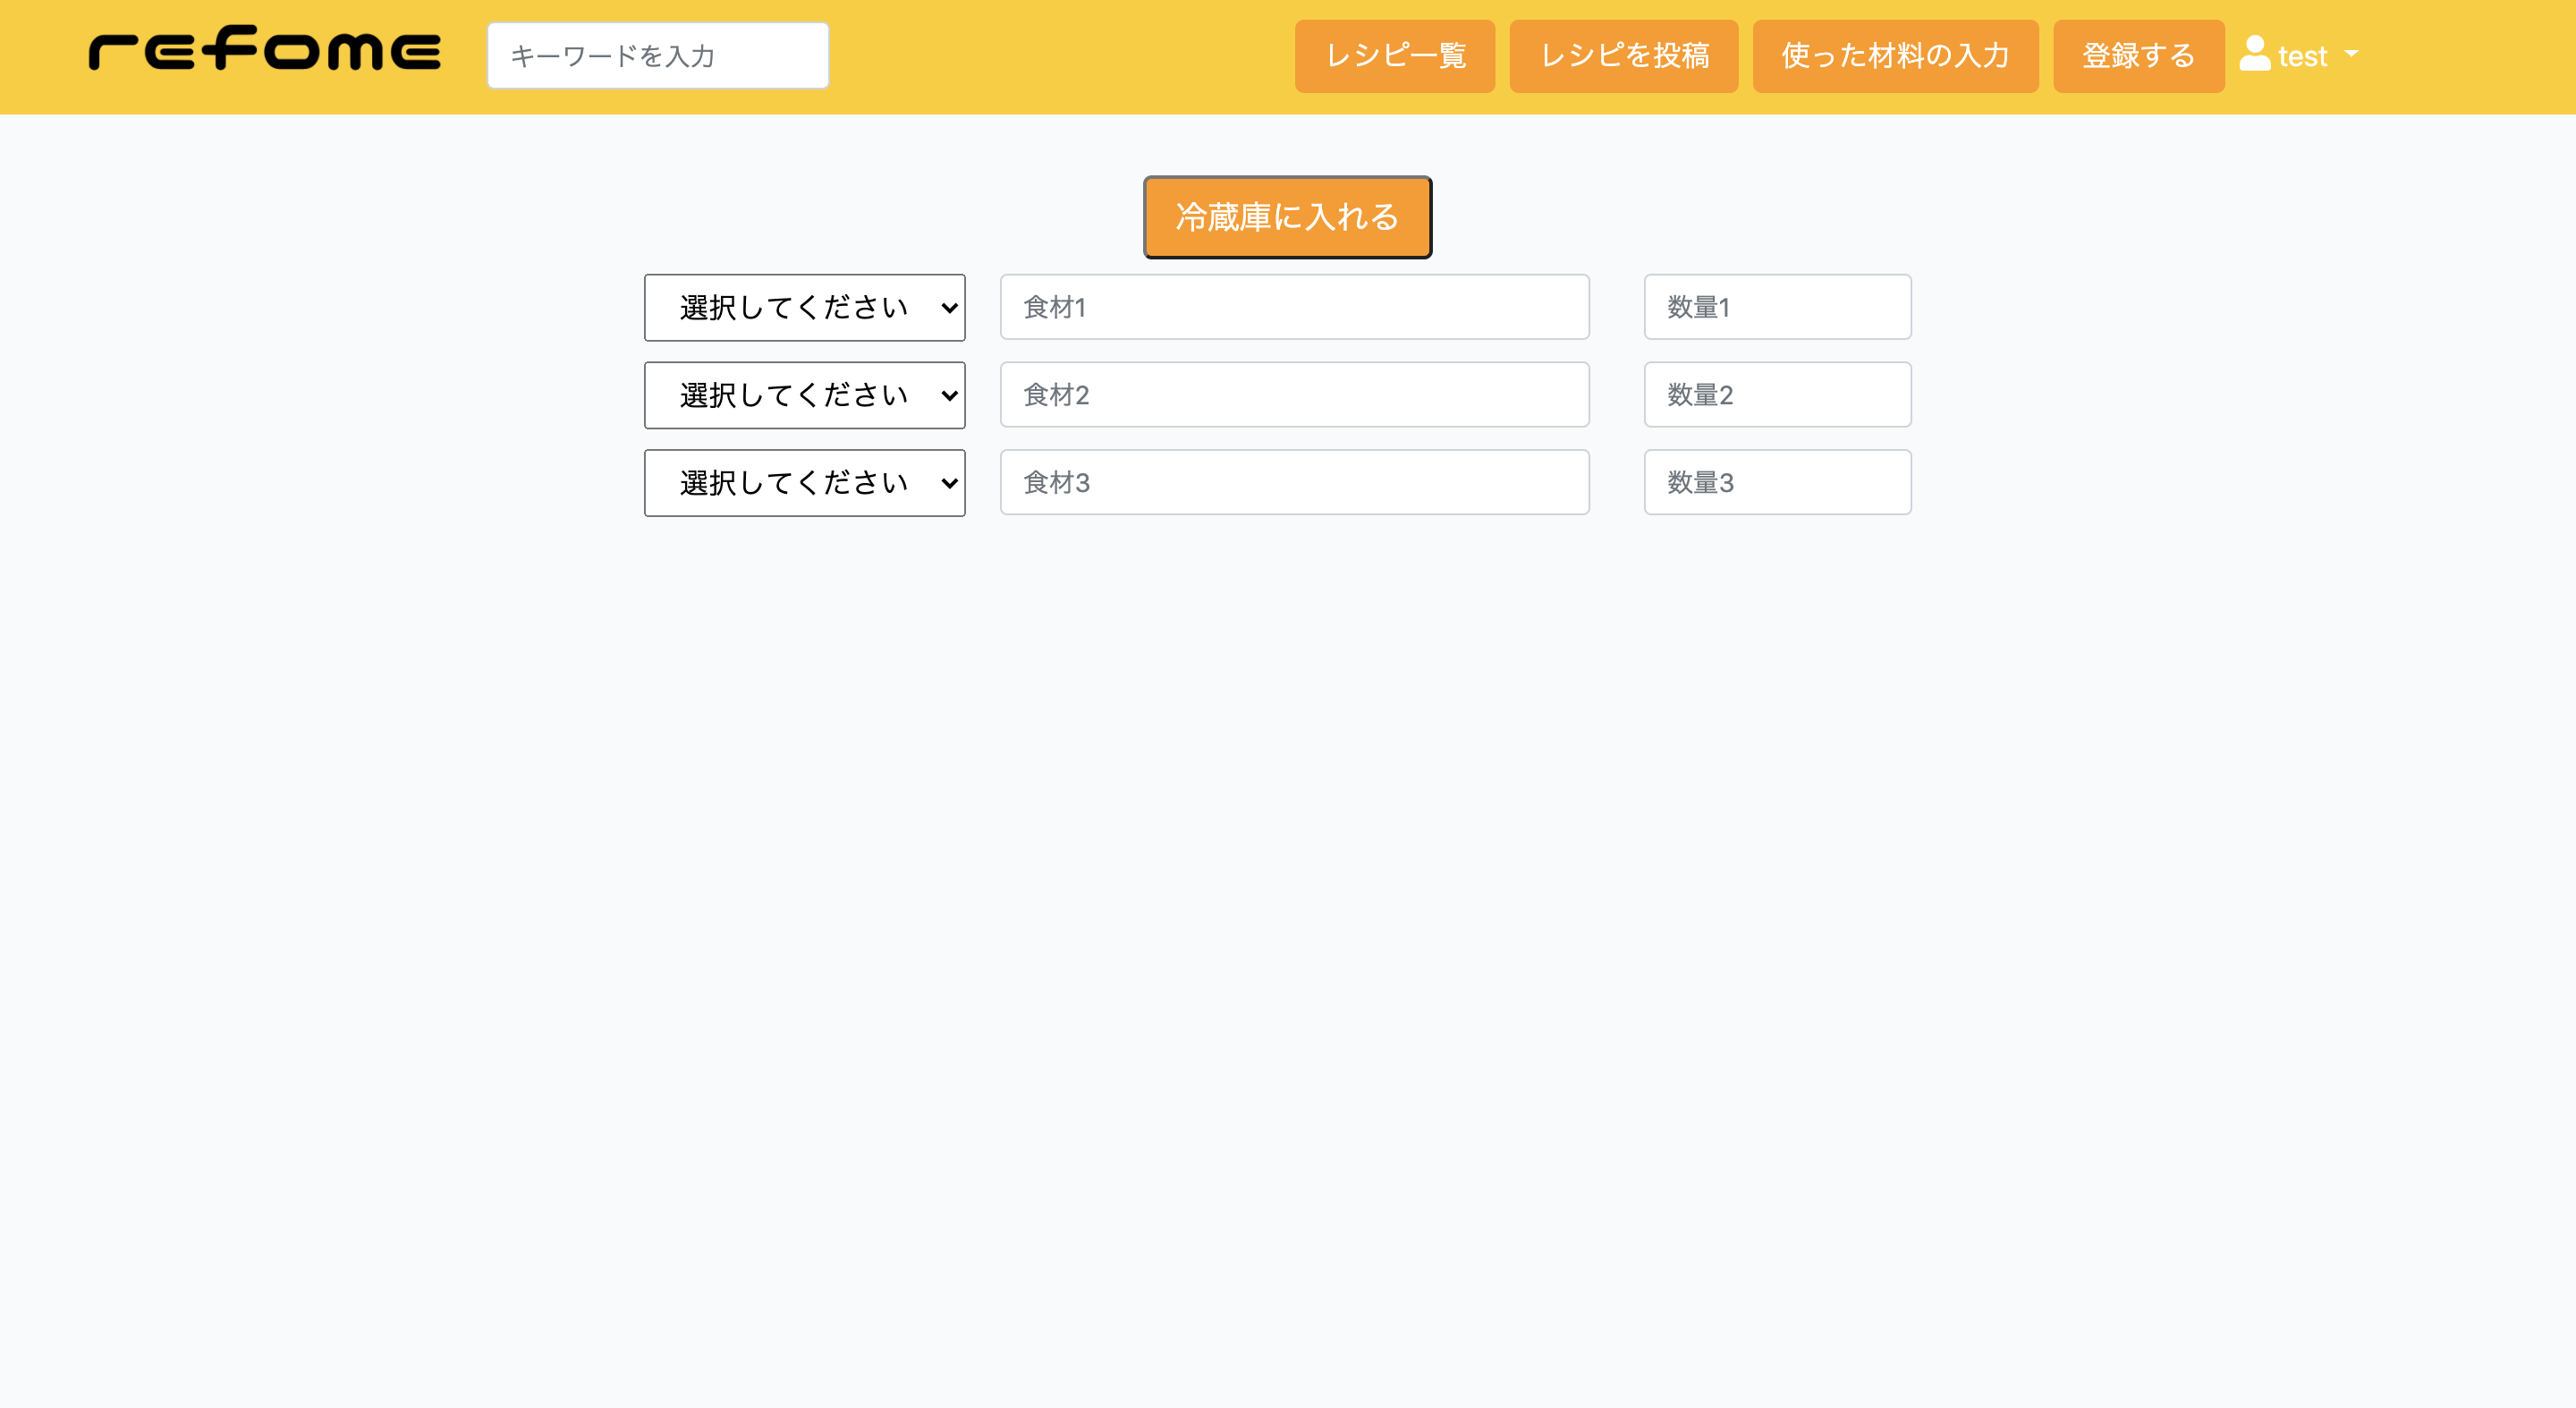 refome キーワードを入力 レシピ一覧 レシピを投稿 使った材料の入力 登録する test
冷蔵庫に入れる
選択してください 食材1 数量1
選択してください 食材2 数量2
選択してください 食材3 数量3